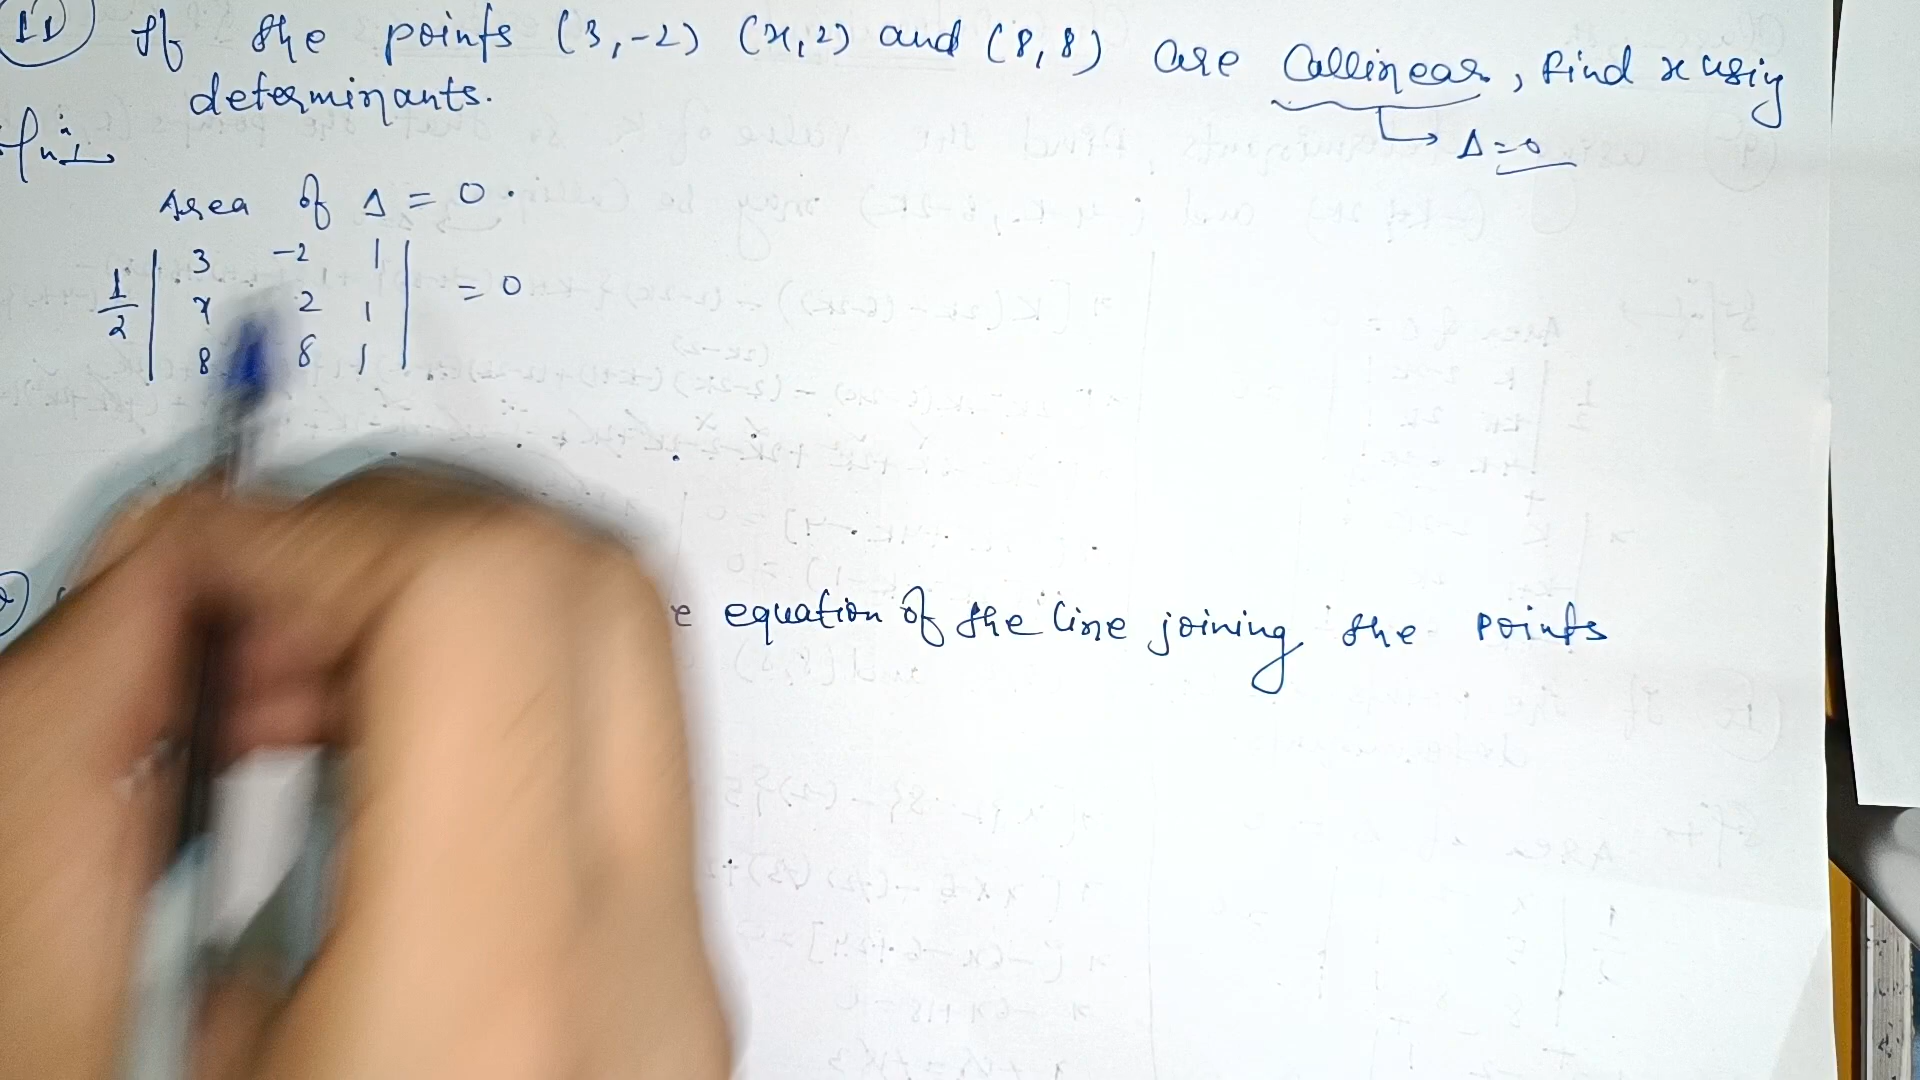 11 If the points (3,-2) (x,2) and (8,8) are Collinear, find x using
determinants.
Δ=0
Area of Δ = 0.
1/2 | 3 -2 1 | = 0
x 2 1
8 8 1
equation of the line joining the points